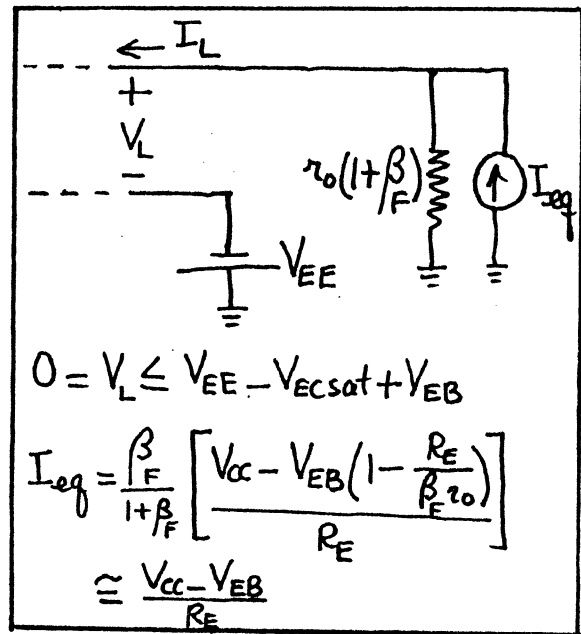 ← I_L
+
V_L
−
r_o(1+β_F)
I_eq
V_EE
0 = V_L ≤ V_EE − V_ECsat + V_EB
I_eq = β_F/(1+β_F) [ (V_CC − V_EB(1 − R_E/(β_F r_o)))/R_E ]
≅ (V_CC − V_EB)/R_E